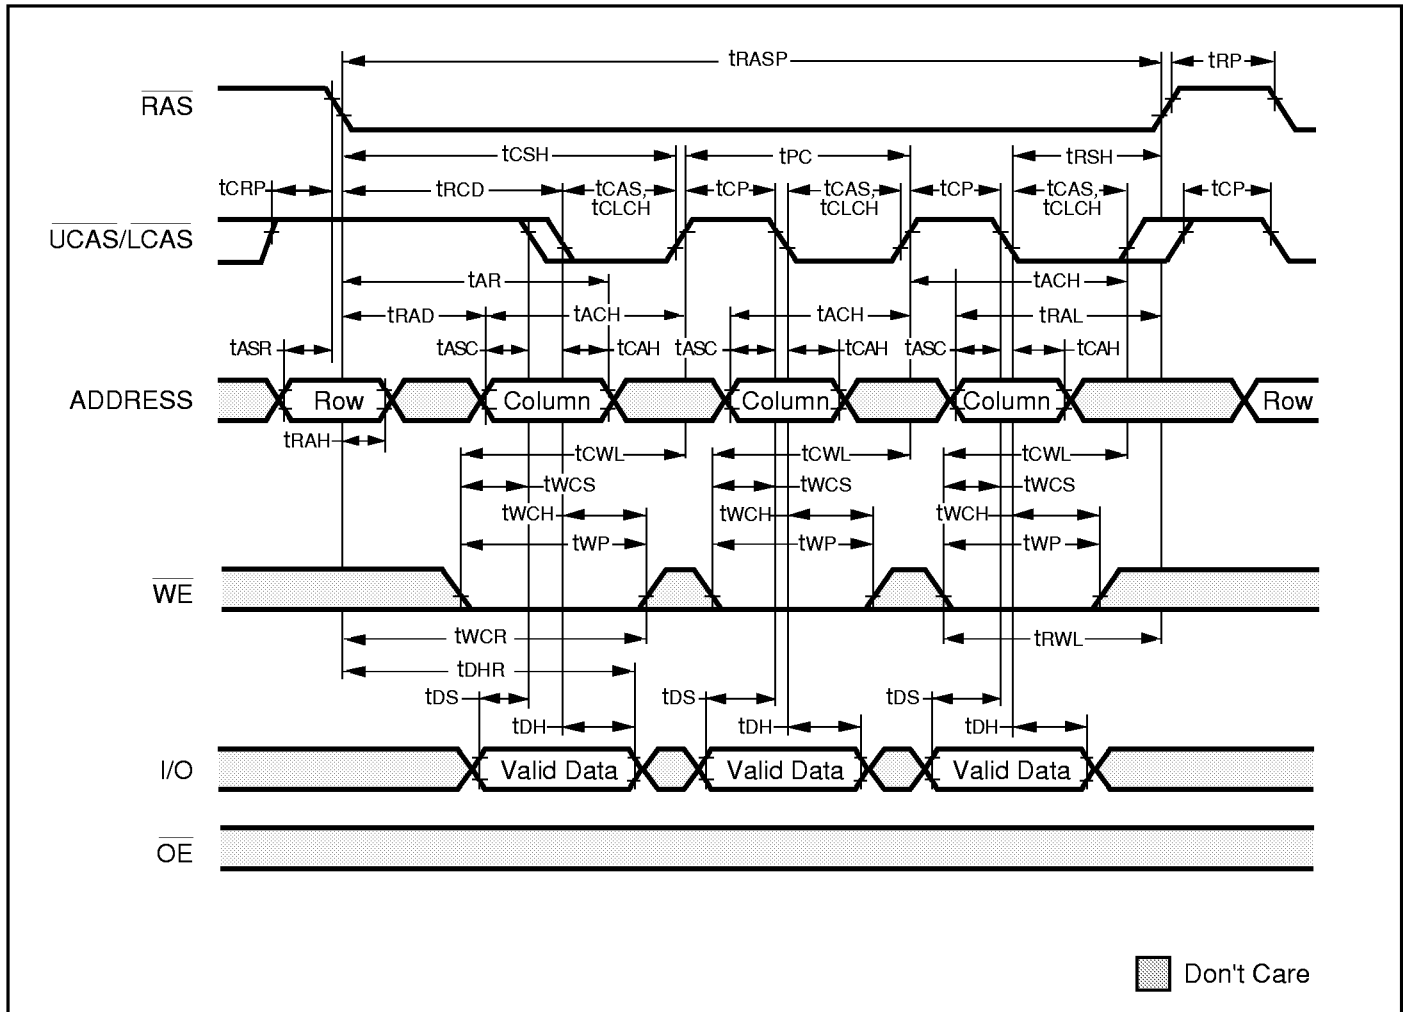 tRASP tRP
RAS
tCSH tPC tRSH
tCRP tRCD tCAS, tCP tCAS, tCP tCAS, tCP
tCLCH tCLCH tCLCH
UCAS/LCAS
tAR tACH
tRAD tACH tACH tRAL
tASR tASC tCAH tASC tCAH tASC tCAH
ADDRESS Row Column Column Column Row
tRAH
tCWL tCWL tCWL
tWCS tWCS tWCS
tWCH tWCH tWCH
tWP tWP tWP
WE
tWCR tRWL
tDHR
tDS tDS tDS
tDH tDH tDH
I/O Valid Data Valid Data Valid Data
OE
Don't Care